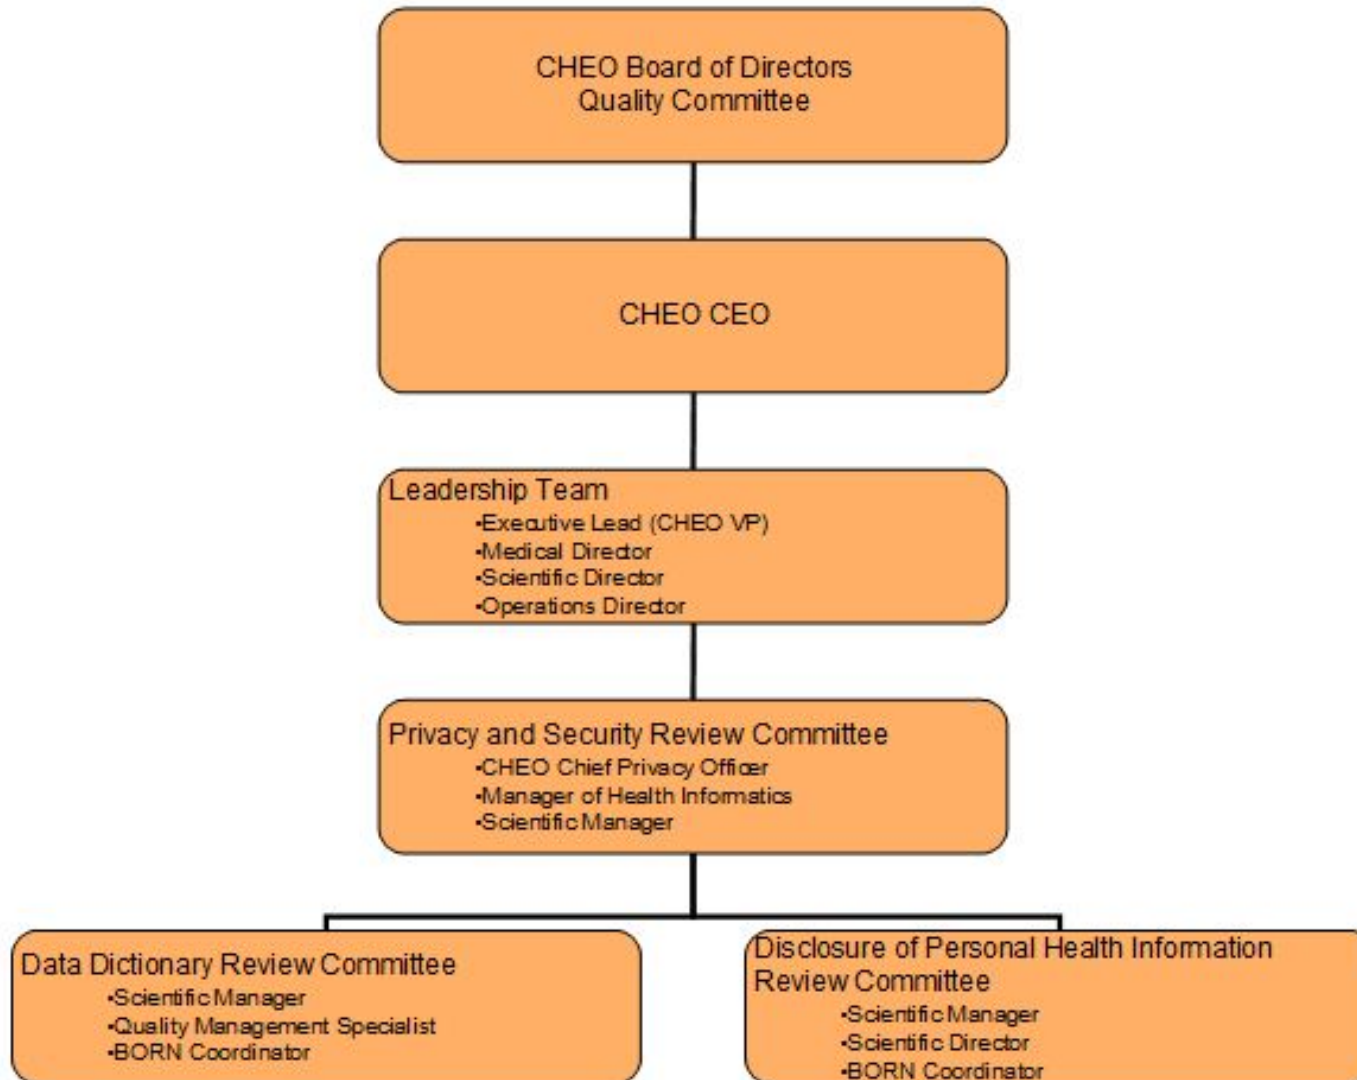 CHEO Board of Directors
Quality Committee
CHEO CEO
Leadership Team
•Executive Lead (CHEO VP)
•Medical Director
•Scientific Director
•Operations Director
Privacy and Security Review Committee
•CHEO Chief Privacy Officer
•Manager of Health Informatics
•Scientific Manager
Data Dictionary Review Committee
•Scientific Manager
•Quality Management Specialist
•BORN Coordinator
Disclosure of Personal Health Information
Review Committee
•Scientific Manager
•Scientific Director
•BORN Coordinator